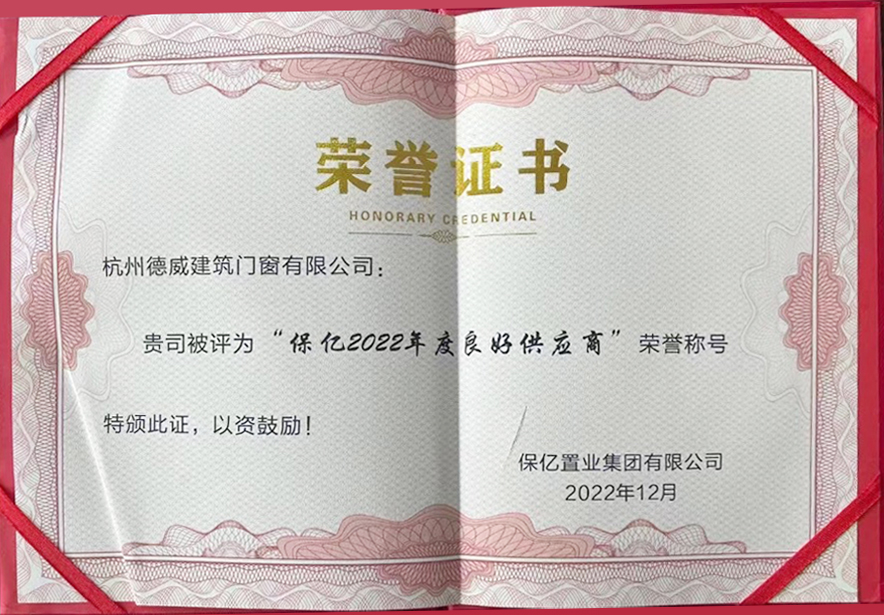 荣誉证书
HONORARY CREDENTIAL
杭州德威建筑门窗有限公司：
贵司被评为“保亿2022年度良好供应商”荣誉称号
特颁此证，以资鼓励！
保亿置业集团有限公司
2022年12月